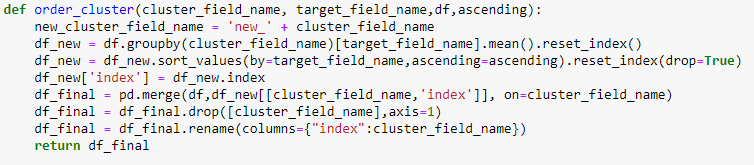 def order_cluster(cluster_field_name, target_field_name,df,ascending):
    new_cluster_field_name = 'new_' + cluster_field_name
    df_new = df.groupby(cluster_field_name)[target_field_name].mean().reset_index()
    df_new = df_new.sort_values(by=target_field_name,ascending=ascending).reset_index(drop=True)
    df_new['index'] = df_new.index
    df_final = pd.merge(df,df_new[[cluster_field_name,'index']], on=cluster_field_name)
    df_final = df_final.drop([cluster_field_name],axis=1)
    df_final = df_final.rename(columns={"index":cluster_field_name})
    return df_final